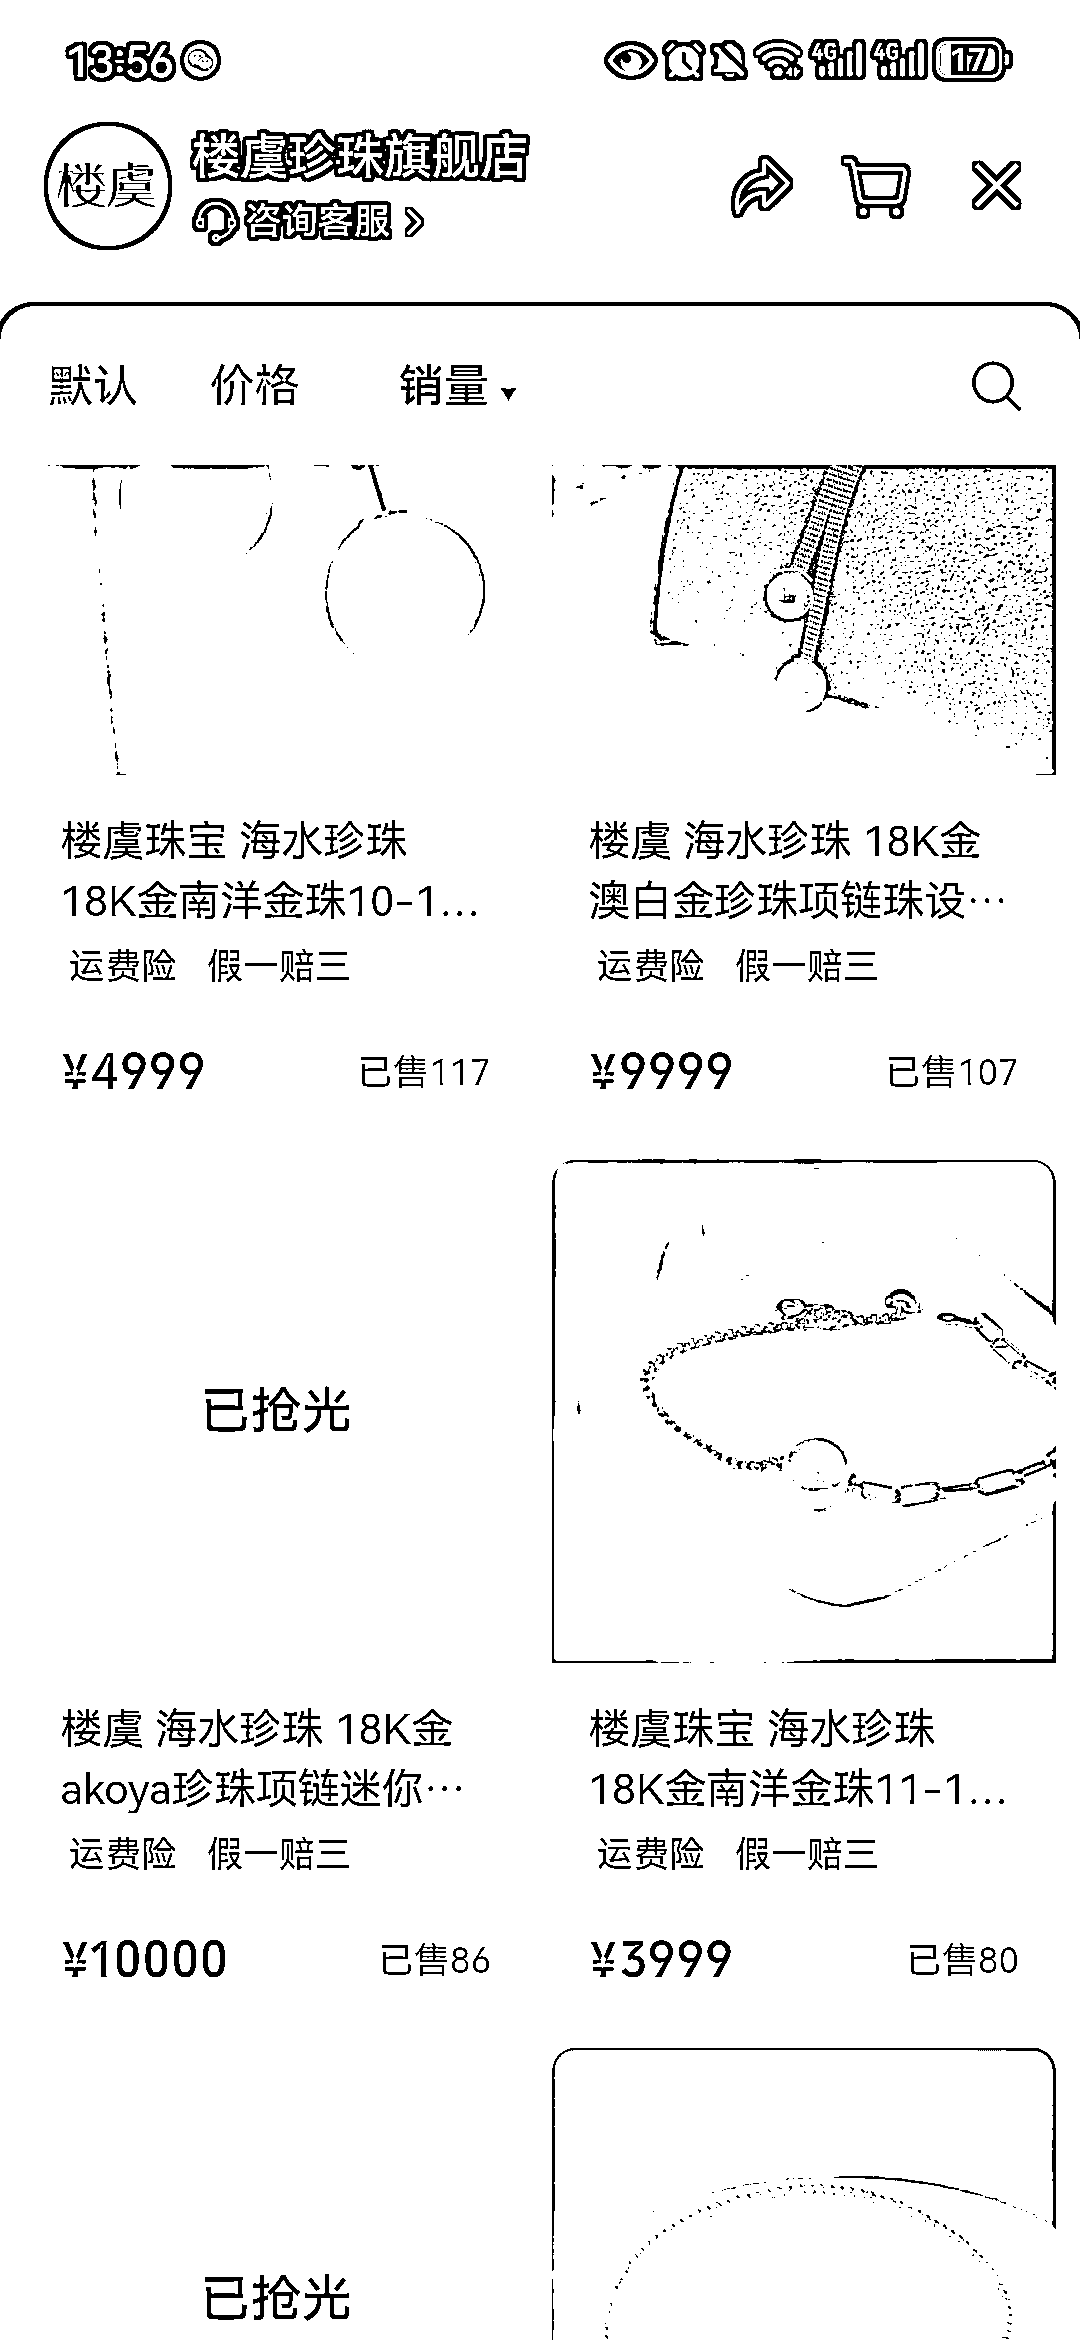 13:56
4G 4G 17
楼虞
楼虞珍珠旗舰店
咨询客服
默认 价格 销量
楼虞珠宝 海水珍珠
18K金南洋金珠10-1...
运费险 假一赔三
¥4999 已售117
楼虞 海水珍珠 18K金
澳白金珍珠项链珠设...
运费险 假一赔三
¥9999 已售107
已抢光
楼虞 海水珍珠 18K金
akoya珍珠项链迷你...
运费险 假一赔三
¥10000 已售86
楼虞珠宝 海水珍珠
18K金南洋金珠11-1...
运费险 假一赔三
¥3999 已售80
已抢光